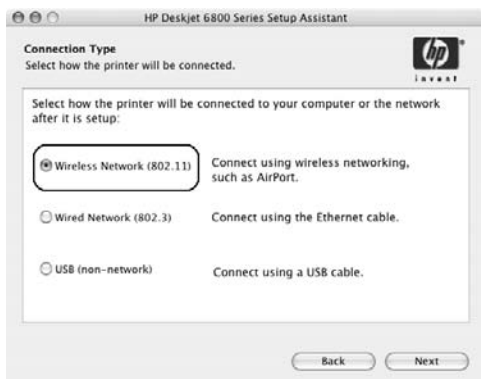 HP Deskjet 6800 Series Setup Assistant
Connection Type
Select how the printer will be connected.
hp
invent
Select how the printer will be connected to your computer or the network
after it is setup:
Wireless Network (802.11)
Connect using wireless networking,
such as AirPort.
Wired Network (802.3)
Connect using the Ethernet cable.
USB (non-network)
Connect using a USB cable.
Back
Next